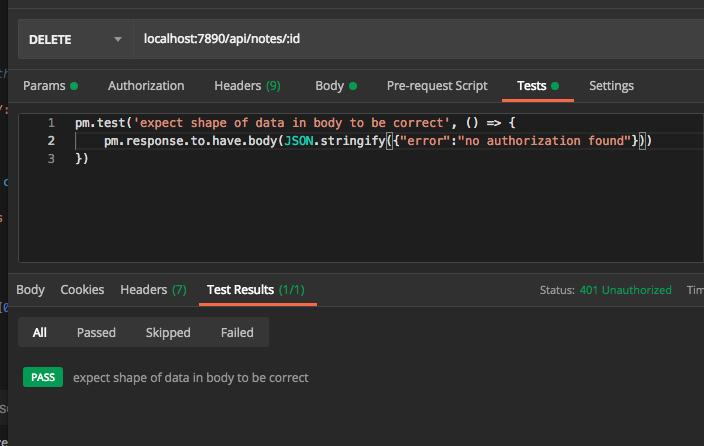 DELETE localhost:7890/api/notes/:id
Params Authorization Headers (9) Body Pre-request Script Tests Settings
1 pm.test('expect shape of data in body to be correct', () => {
2 pm.response.to.have.body(JSON.stringify({"error":"no authorization found"}))
3 })
Body Cookies Headers (7) Test Results (1/1) Status: 401 Unauthorized
All Passed Skipped Failed
PASS expect shape of data in body to be correct